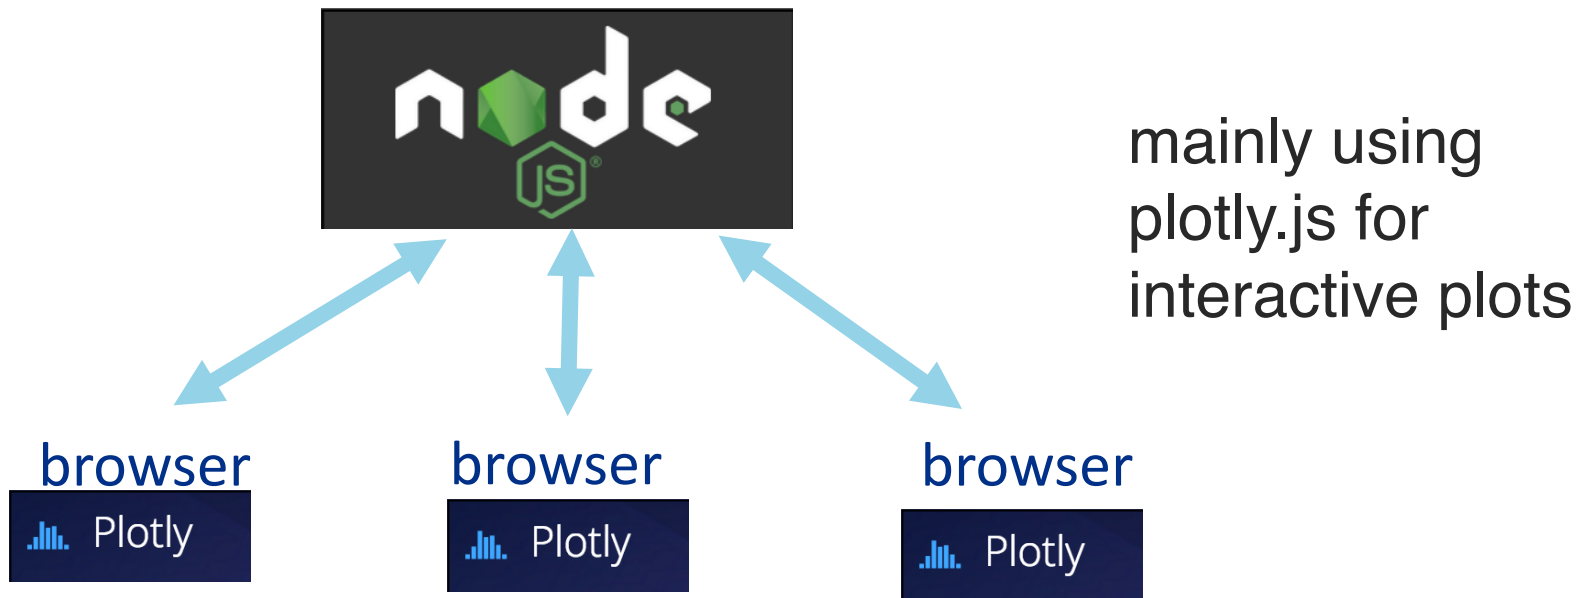 node
JS®
mainly using
plotly.js for
interactive plots
browser
browser
browser
Plotly
Plotly
Plotly